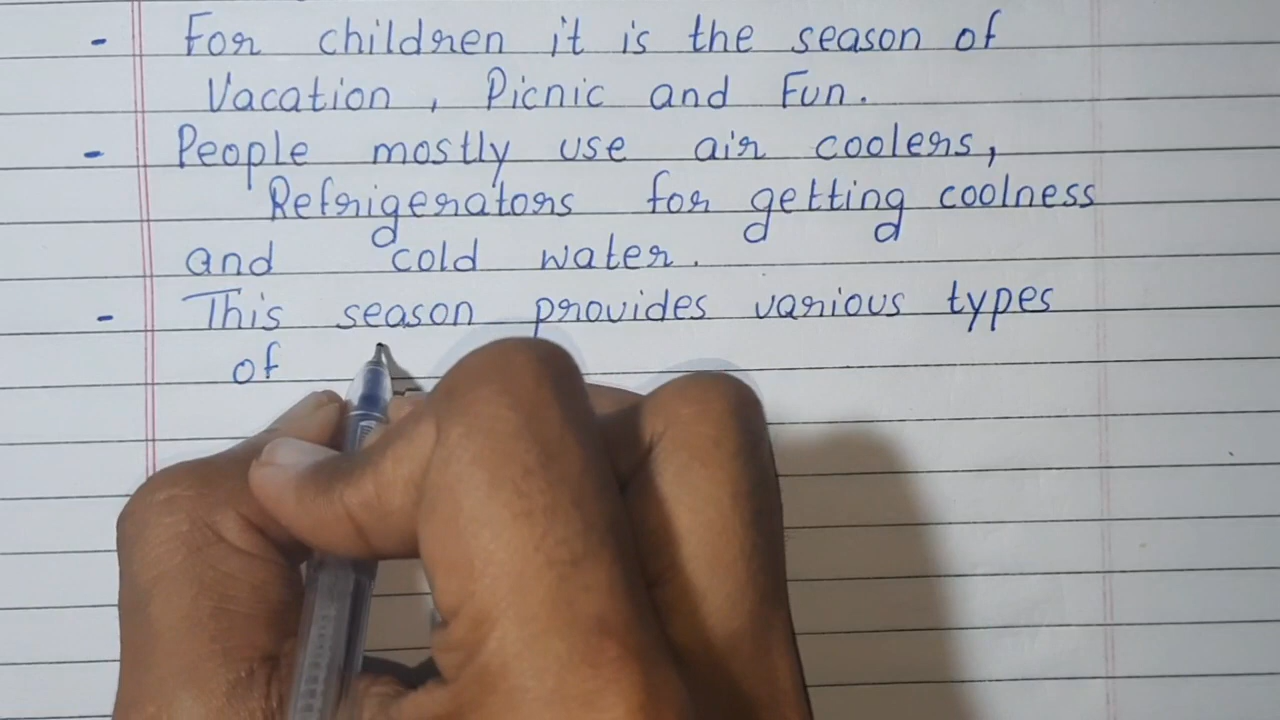 - For children it is the season of
Vacation, Picnic and Fun.
- People mostly use air coolers,
Refrigerators for getting coolness
and cold water.
- This season provides various types
of